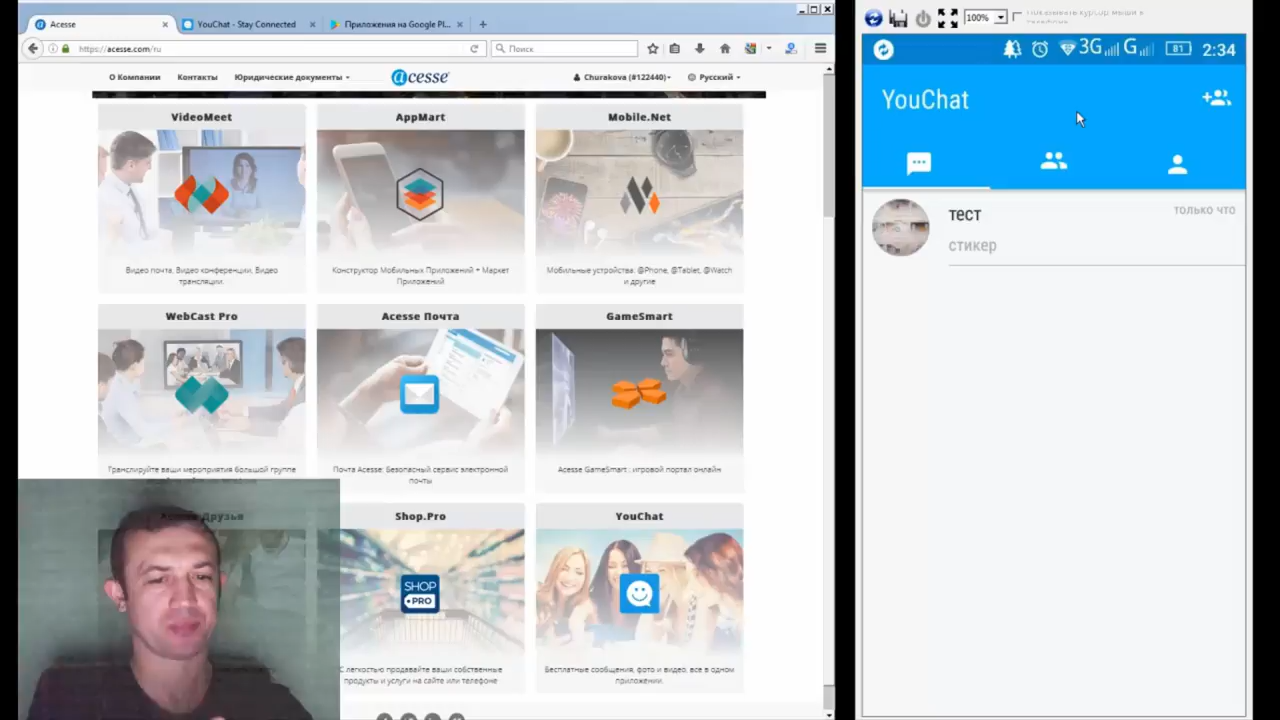 Acesse
YouChat - Stay Connected
Приложения на Google Pl...
https://acesse.com/ru
Поиск
О Компании
Контакты
Юридические документы
acesse
Churakova (#122440)
Русский
VideoMeet
AppMart
Mobile.Net
Видео почта. Видео конференции. Видео
трансляции.
Конструктор Мобильных Приложений + Маркет
Приложений
Мобильные устройства: @Phone, @Tablet, @Watch
и другие
WebCast Pro
Acesse Почта
GameSmart
Транслируйте ваши мероприятия большой группе
Почта Acesse: Безопасный сервис электронной
почты
Acesse GameSmart : игровой портал онлайн
Друзья
Shop.Pro
YouChat
SHOP
PRO
С легкостью продавайте ваши собственные
продукты и услуги на сайте или телефоне
Бесплатные сообщения, фото и видео, все в одном
приложении.
100%
Показывать курсор мыши в
3G
G
81
2:34
YouChat
тест
только что
стикер